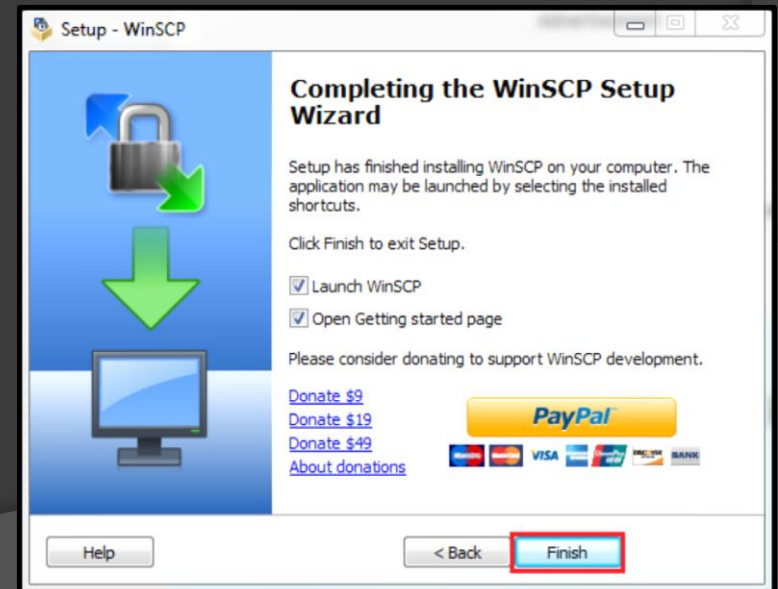 Setup - WinSCP
Completing the WinSCP Setup
Wizard
Setup has finished installing WinSCP on your computer. The
application may be launched by selecting the installed
shortcuts.
Click Finish to exit Setup.
Launch WinSCP
Open Getting started page
Please consider donating to support WinSCP development.
Donate $9
Donate $19
Donate $49
About donations
PayPal
VISA
BANK
Help
< Back
Finish